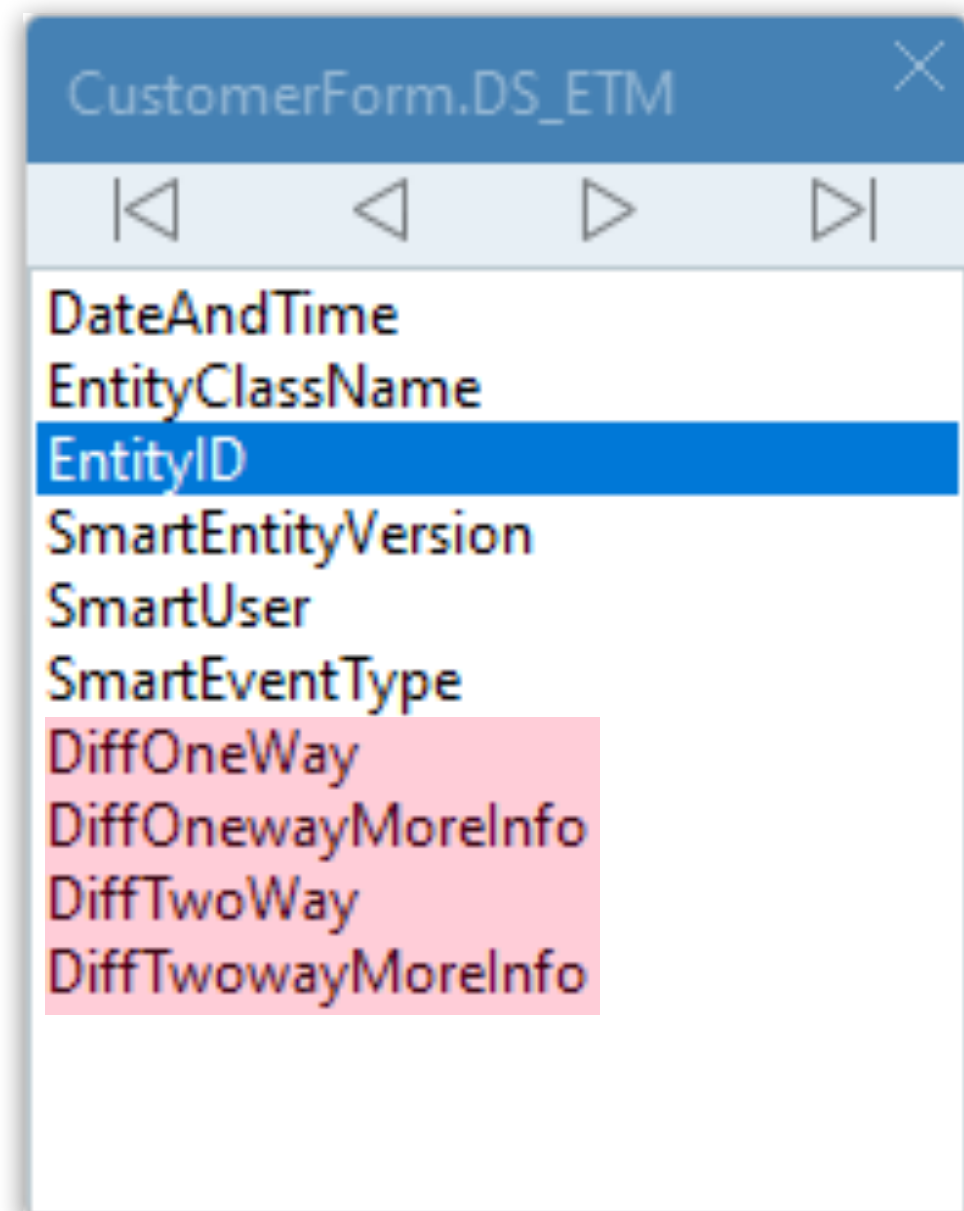 CustomerForm.DS_ETM
DateAndTime
EntityClassName
EntityID
SmartEntityVersion
SmartUser
SmartEventType
DiffOneWay
DiffOnewayMoreInfo
DiffTwoWay
DiffTwowayMoreInfo